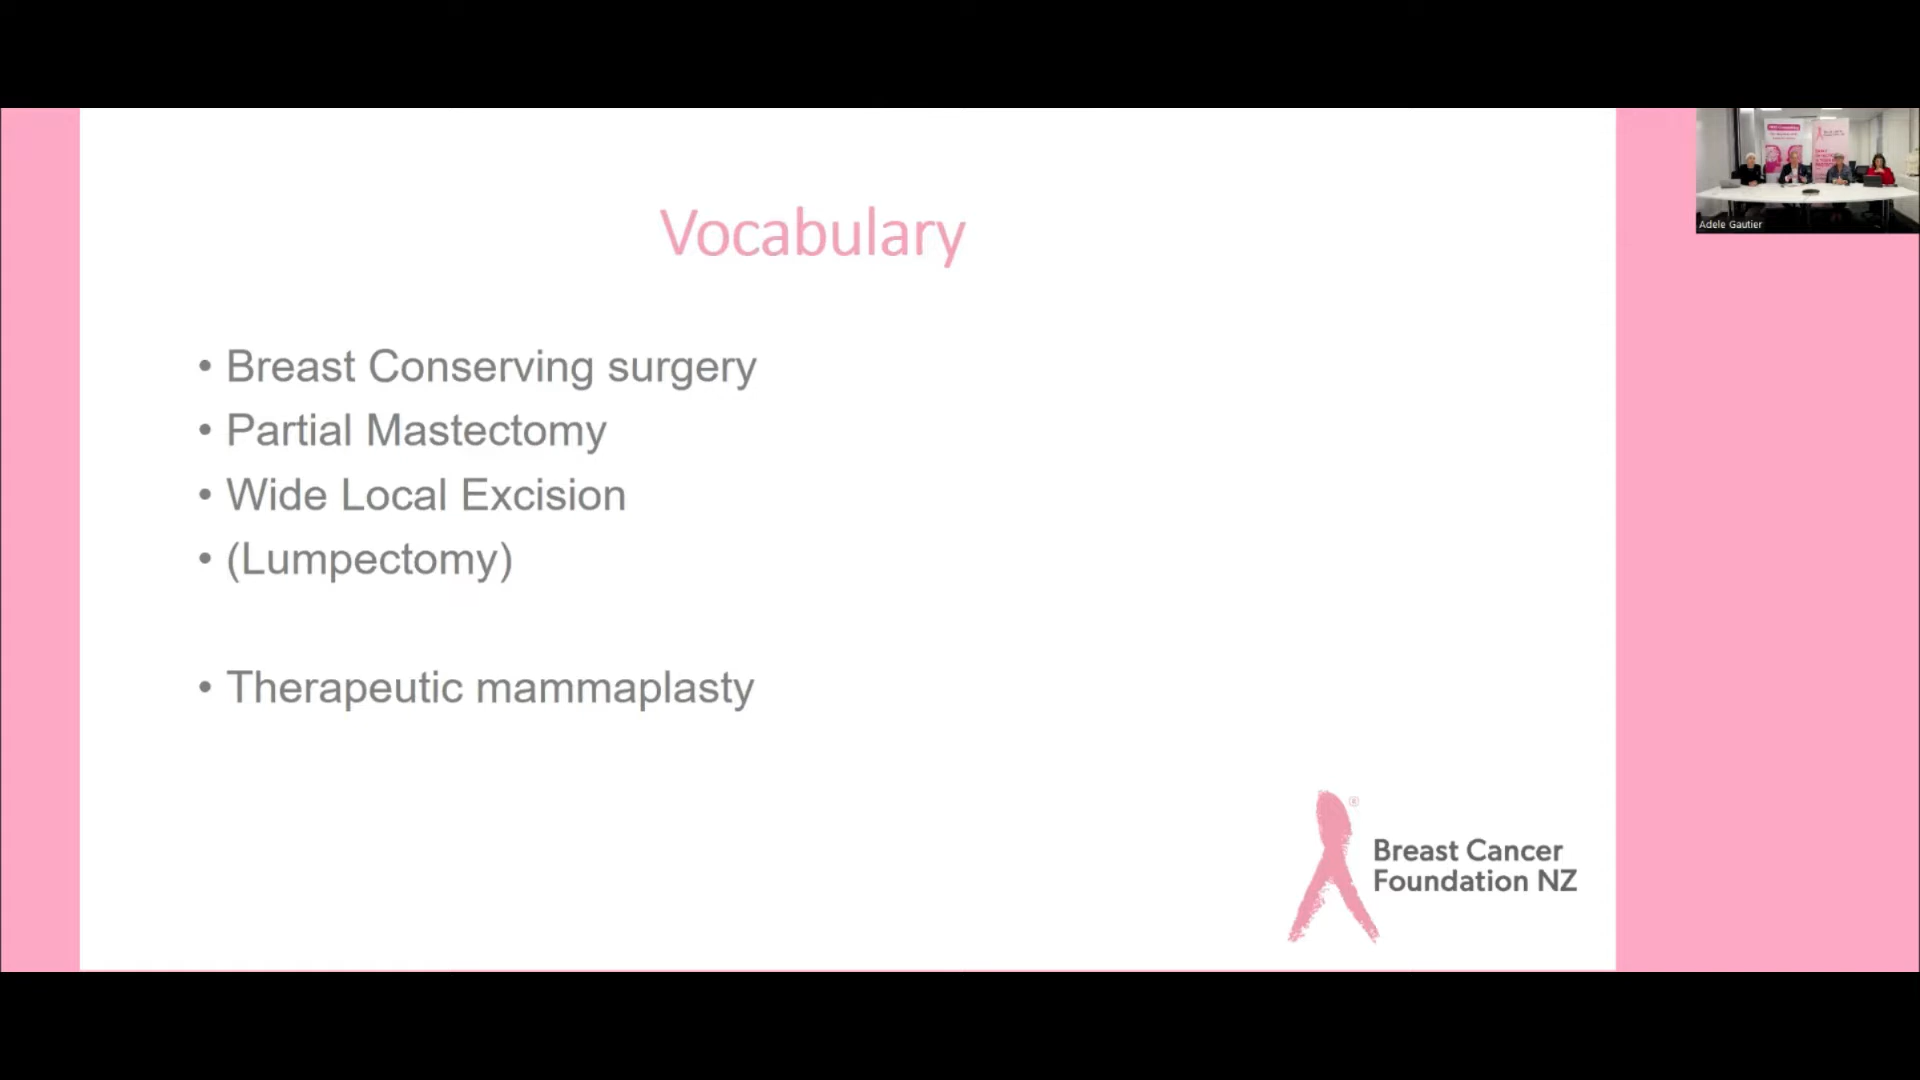 Vocabulary
• Breast Conserving surgery
• Partial Mastectomy
• Wide Local Excision
• (Lumpectomy)
• Therapeutic mammaplasty
®
Breast Cancer
Foundation NZ
Adele Gautier